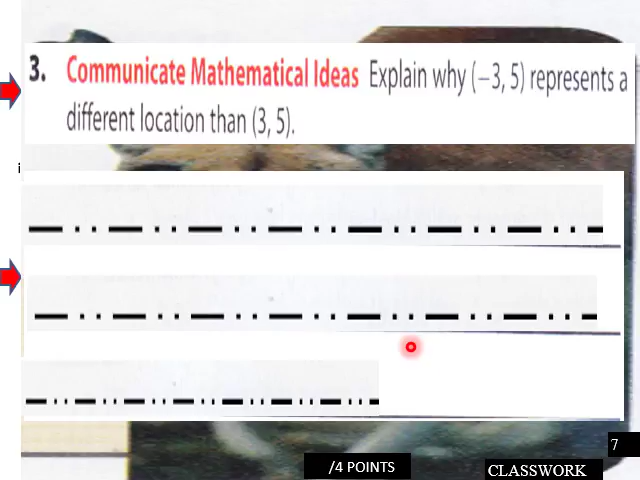 3. Communicate Mathematical Ideas Explain why (−3, 5) represents a
different location than (3, 5).
i
7
/4 POINTS
CLASSWORK